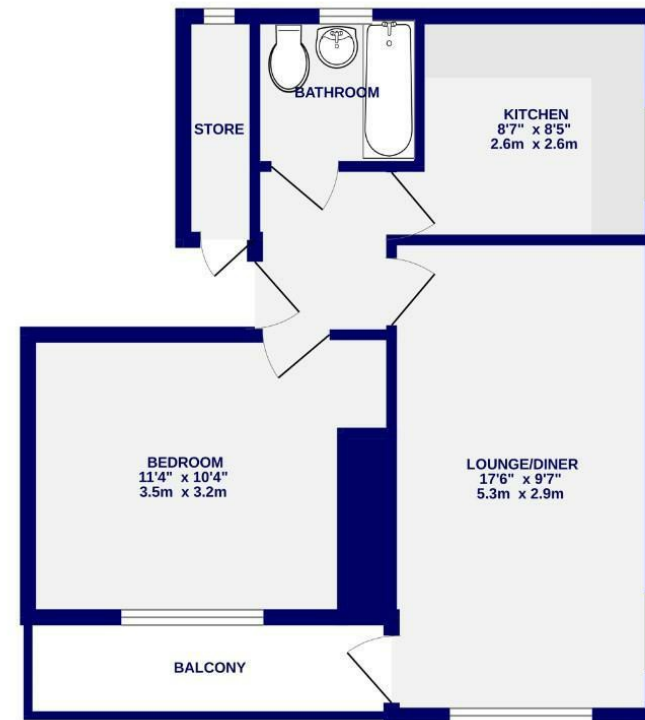 STORE
BATHROOM
KITCHEN
8'7" x 8'5"
2.6m x 2.6m
BEDROOM
11'4" x 10'4"
3.5m x 3.2m
LOUNGE/DINER
17'6" x 9'7"
5.3m x 2.9m
BALCONY